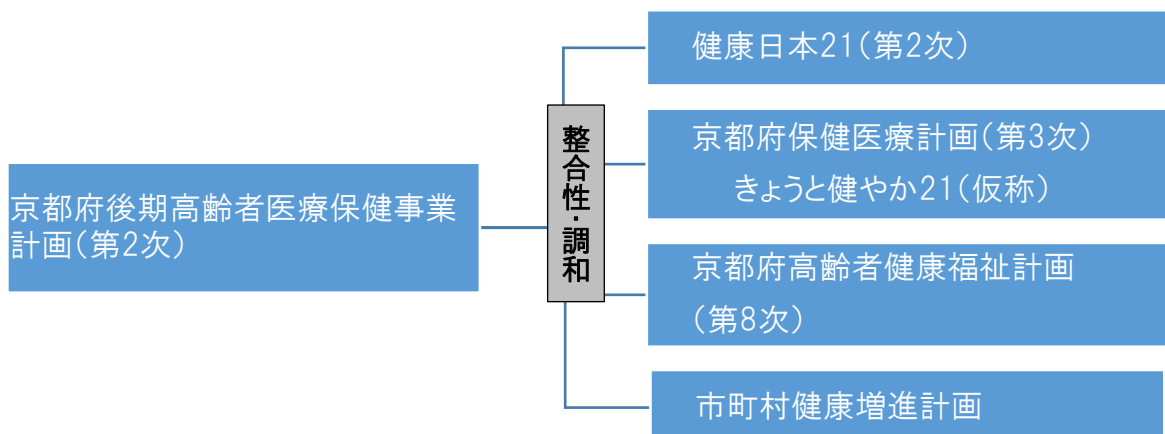 京都府後期高齢者医療保健事業
計画(第2次)
整合性・調和
健康日本21(第2次)
京都府保健医療計画(第3次)
きょうと健やか21(仮称)
京都府高齢者健康福祉計画
(第8次)
市町村健康増進計画